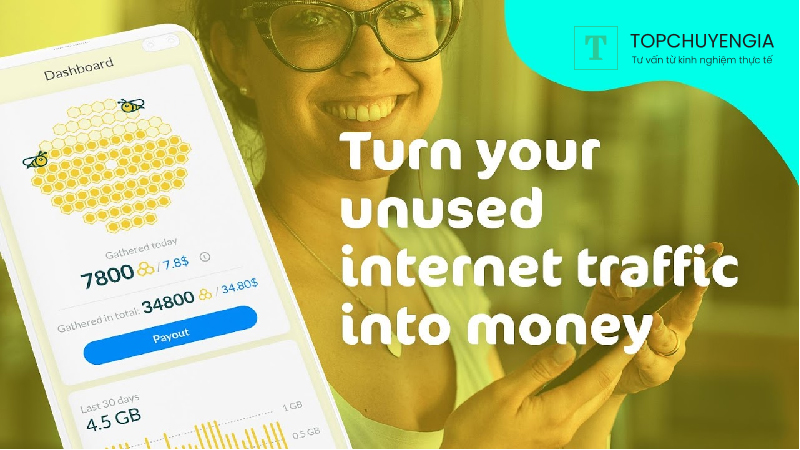 T
TOPCHUYENGIA
Tư vấn từ kinh nghiệm thực tế
Dashboard
Gathered today
7800 / 7.8$
Gathered in total: 34800 / 34.80$
Payout
Last 30 days
4.5 GB
1 GB
0.5 GB
Turn your
unused
internet traffic
into money